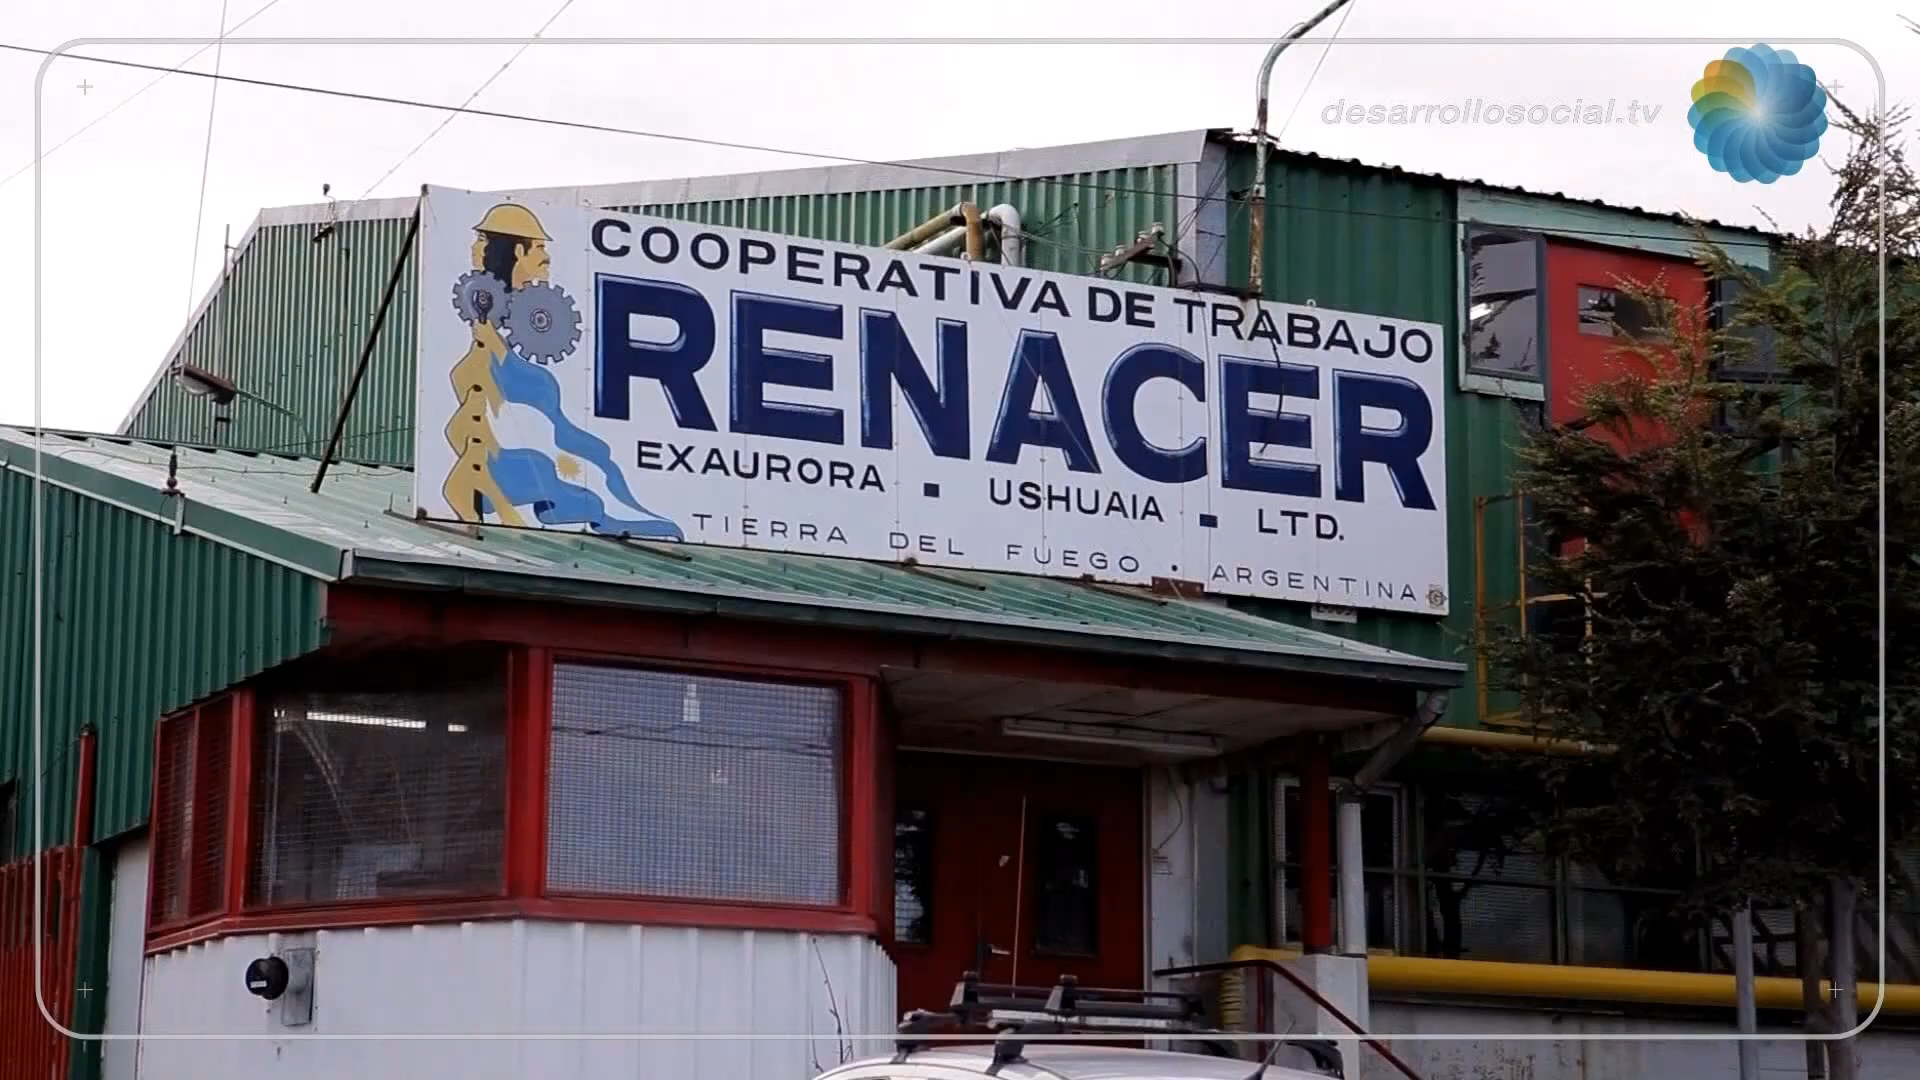 desarrollosocial.tv
COOPERATIVA DE TRABAJO
RENACER
EXAURORA . USHUAIA . LTD.
TIERRA DEL FUEGO . ARGENTINA